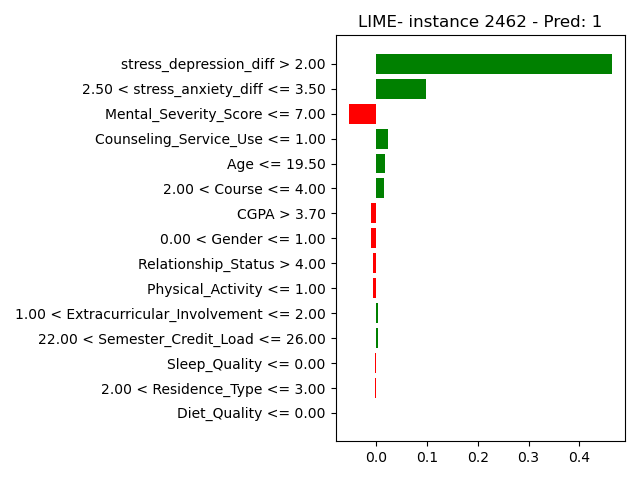 LIME- instance 2462 - Pred: 1
stress_depression_diff > 2.00
2.50 < stress_anxiety_diff <= 3.50
Mental_Severity_Score <= 7.00
Counseling_Service_Use <= 1.00
Age <= 19.50
2.00 < Course <= 4.00
CGPA > 3.70
0.00 < Gender <= 1.00
Relationship_Status > 4.00
Physical_Activity <= 1.00
1.00 < Extracurricular_Involvement <= 2.00
22.00 < Semester_Credit_Load <= 26.00
Sleep_Quality <= 0.00
2.00 < Residence_Type <= 3.00
Diet_Quality <= 0.00
0.0 0.1 0.2 0.3 0.4